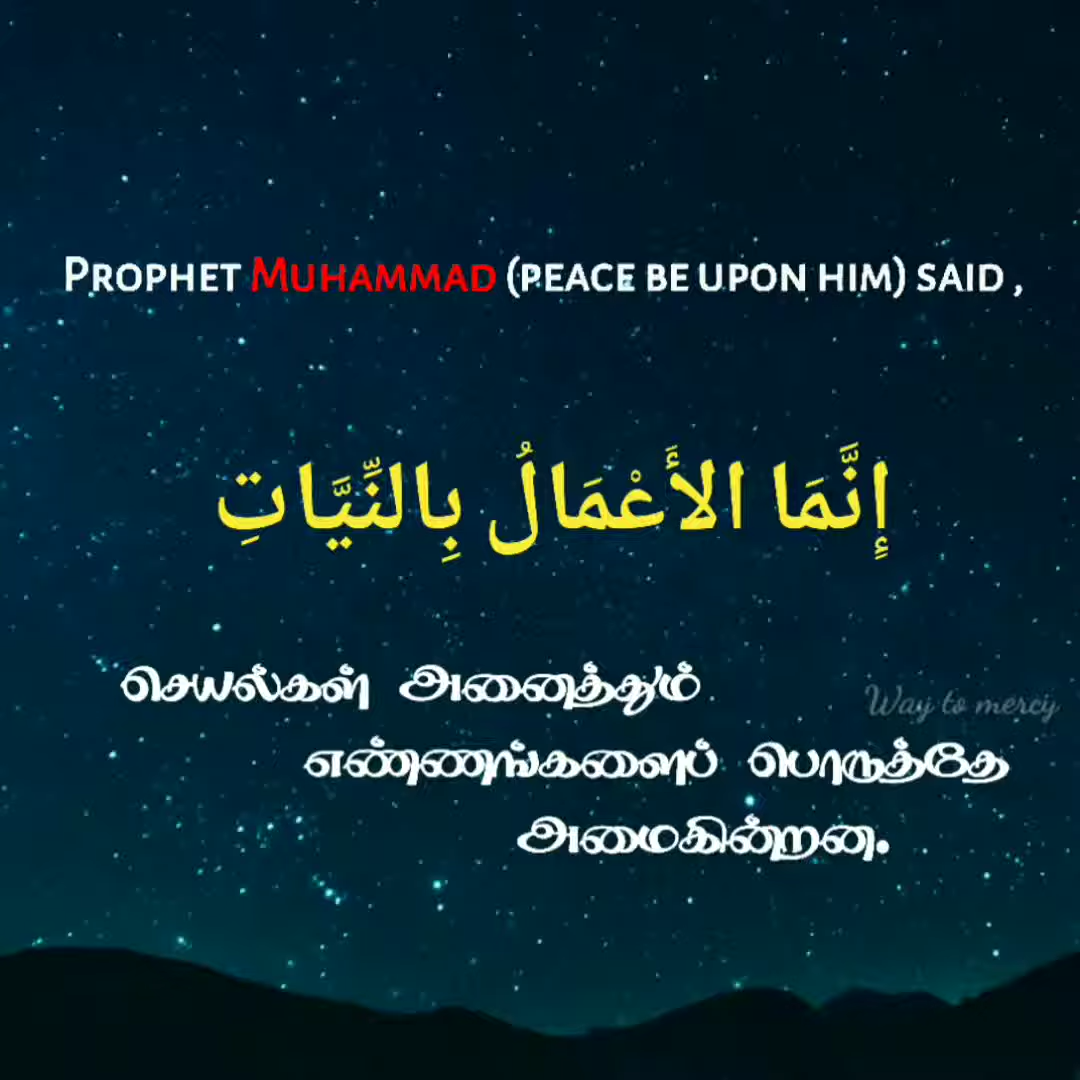 PROPHET MUHAMMAD (PEACE BE UPON HIM) SAID ,
إِنَّمَا الأَعْمَالُ بِالنِّيَّاتِ
செயல்கள் அனைத்தும்
Way to mercy
எண்ணங்களைப் பொருத்தே
அமைகின்றன.